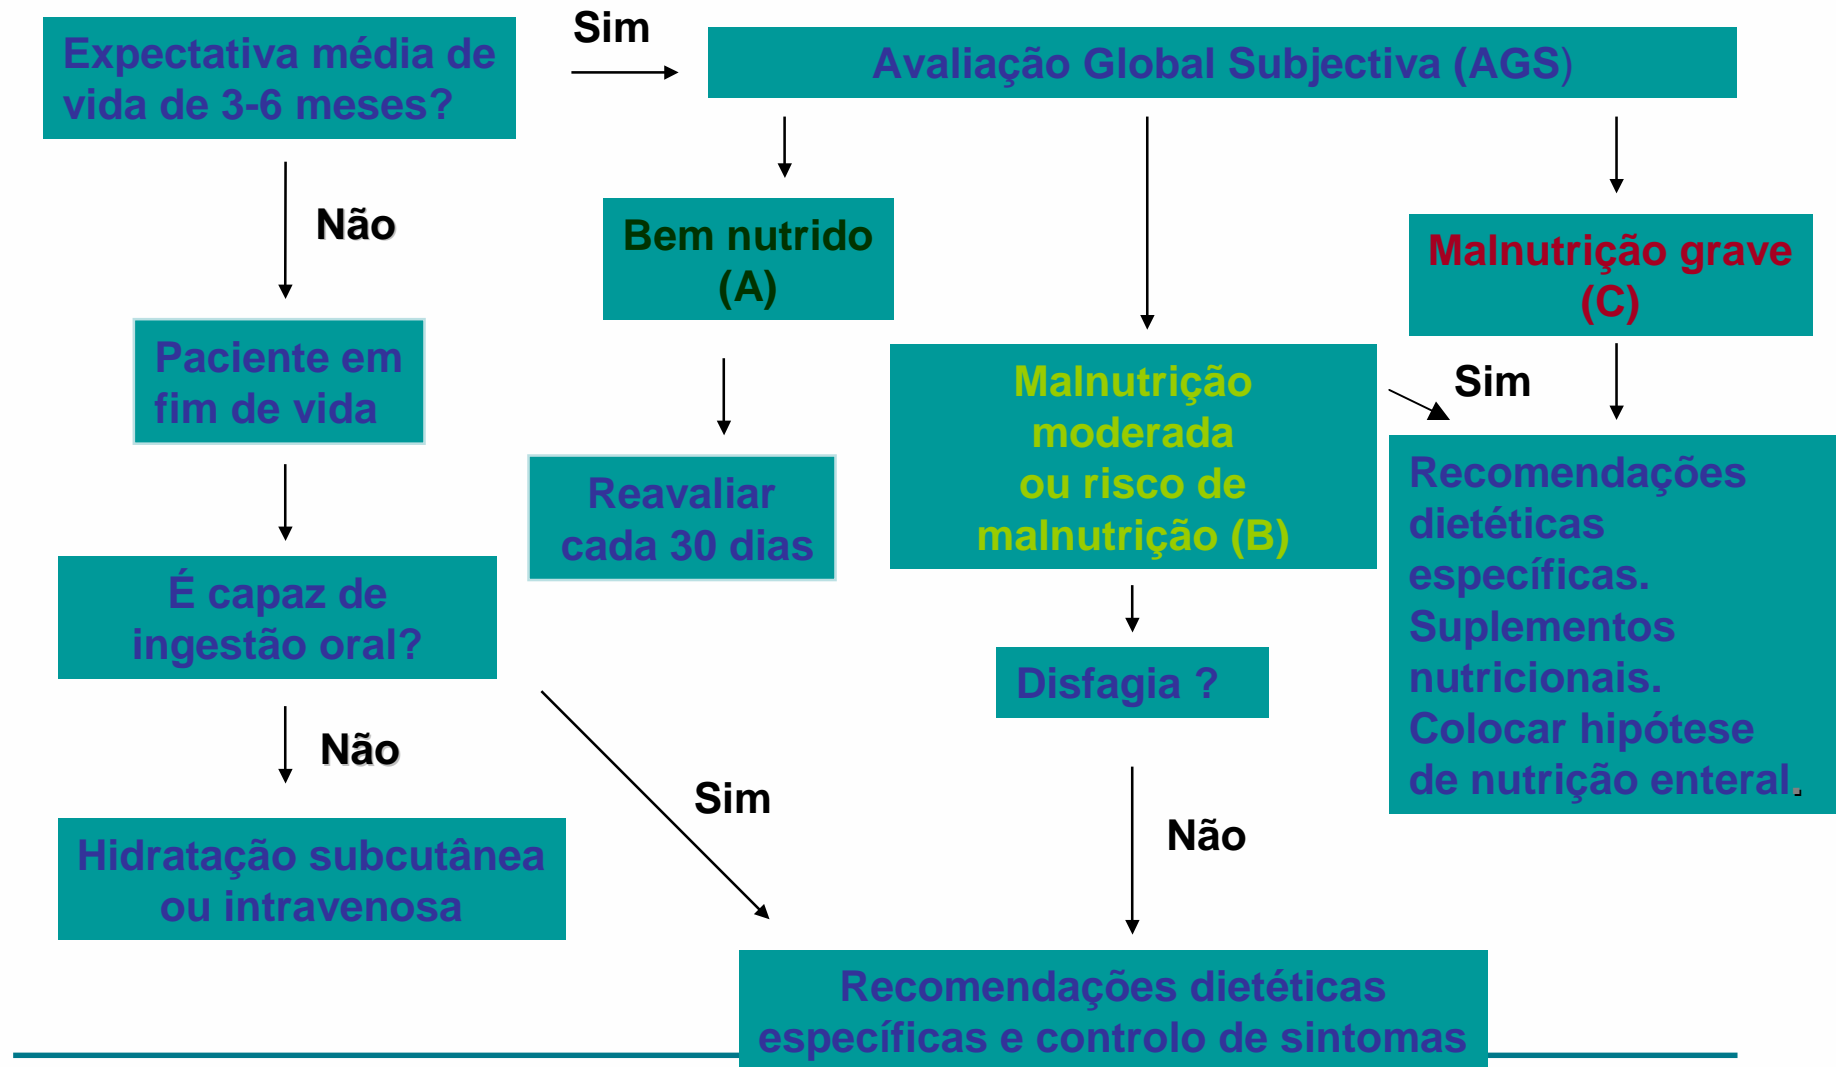 Expectativa média de
vida de 3-6 meses?
Sim
Avaliação Global Subjectiva (AGS)
Não
Bem nutrido
(A)
Malnutrição grave
(C)
Paciente em
fim de vida
Malnutrição
moderada
ou risco de
malnutrição (B)
Sim
Reavaliar
cada 30 dias
Recomendações
dietéticas
específicas.
Suplementos
nutricionais.
Colocar hipótese
de nutrição enteral.
É capaz de
ingestão oral?
Disfagia ?
Não
Sim
Não
Hidratação subcutânea
ou intravenosa
Recomendações dietéticas
específicas e controlo de sintomas